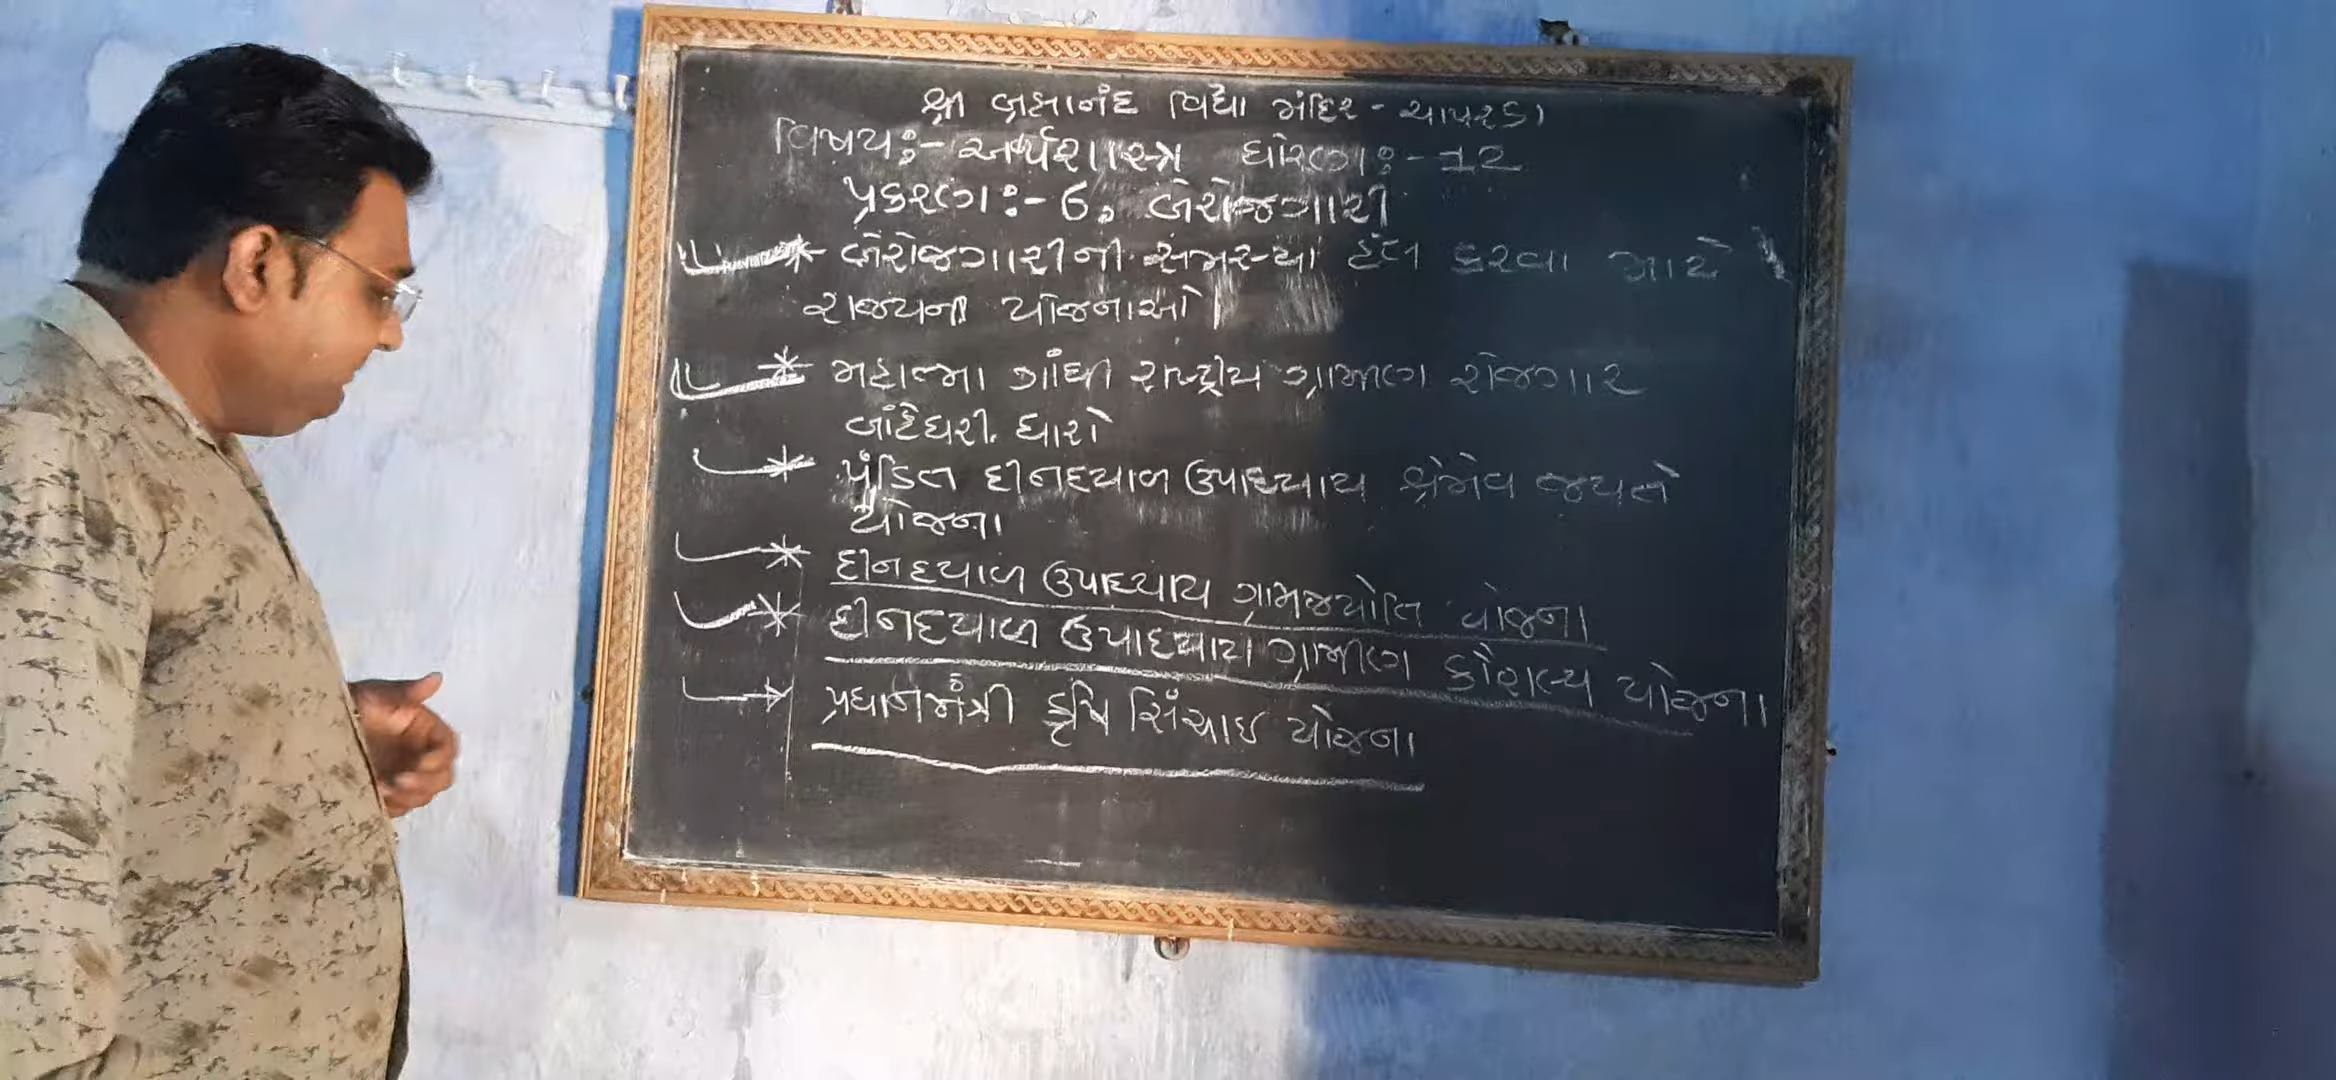 શ્રી બ્રહ્માનંદ વિદ્યા મંદિર - ચાપરડા
વિષય:- અર્થશાસ્ત્ર ધોરણ:- 12
પ્રકરણ:- 6. બેરોજગારી
* બેરોજગારીની સમસ્યા હલ કરવા માટે
રાજ્યના યોજનાઓ
* મહાત્મા ગાંધી રાષ્ટ્રીય ગ્રામીણ રોજગાર
બાંહેધરી. ધારો
* પંડિત દીનદયાળ ઉપાધ્યાય શ્રમેવ જયતે
યોજના
* દીનદયાળ ઉપાધ્યાય ગ્રામજ્યોતિ યોજના
* દીનદયાળ ઉપાધ્યાય ગ્રામીણ કૌશલ્ય યોજના
પ્રધાનમંત્રી કૃષિ સિંચાઇ યોજના